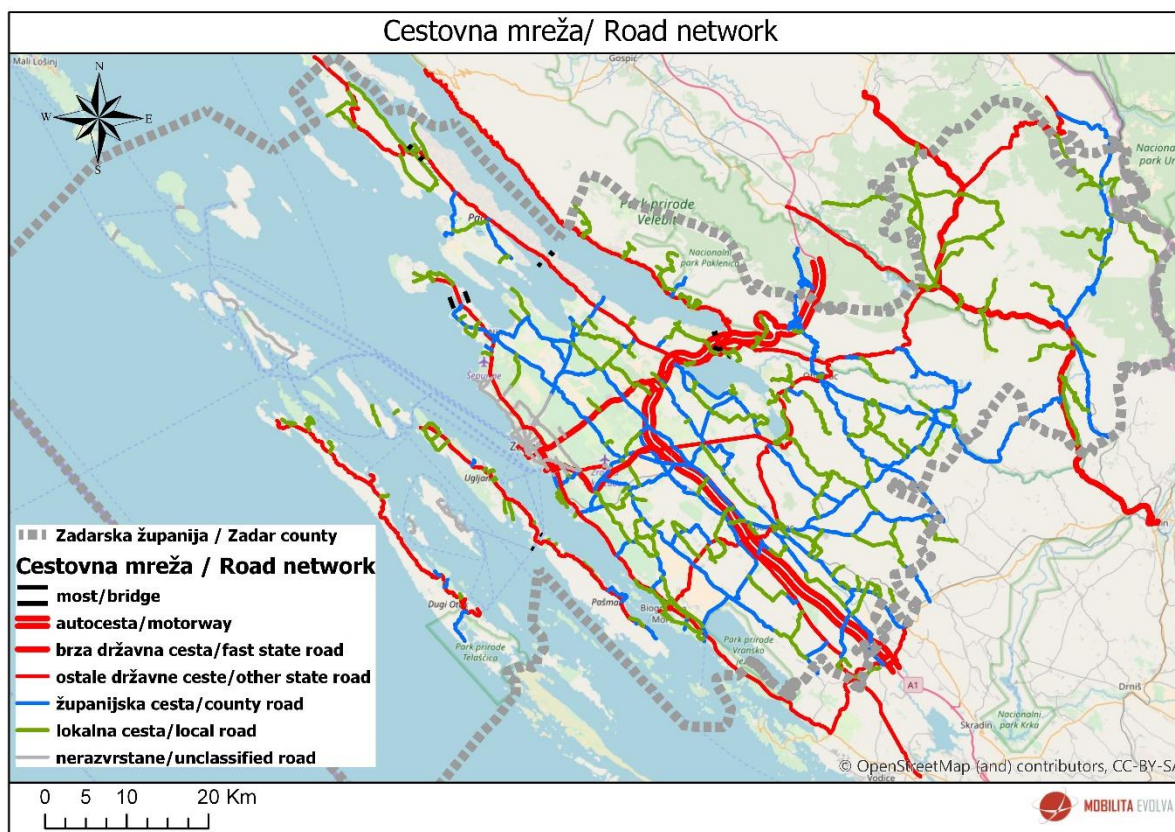 Cestovna mreža/ Road network
Mali Lošinj
Gospić
N
W
E
S
Park prirode
Velebit
Nacionalni
park Paklenica
Ugljan
Pašman
Dugi Ot
Park prirode
Telašćica
Park prirode
Vransko
A1
Drniš
Skradin
Nacionalni
park Krka
Vodice
Zadarska županija / Zadar county
Cestovna mreža / Road network
most/bridge
autocesta/motorway
brza državna cesta/fast state road
ostale državne ceste/other state road
županijska cesta/county road
lokalna cesta/local road
nerazvrstane/unclassified road
© OpenStreetMap (and) contributors, CC-BY-SA
0 5 10 20 Km
MOBILITA EVOLVA